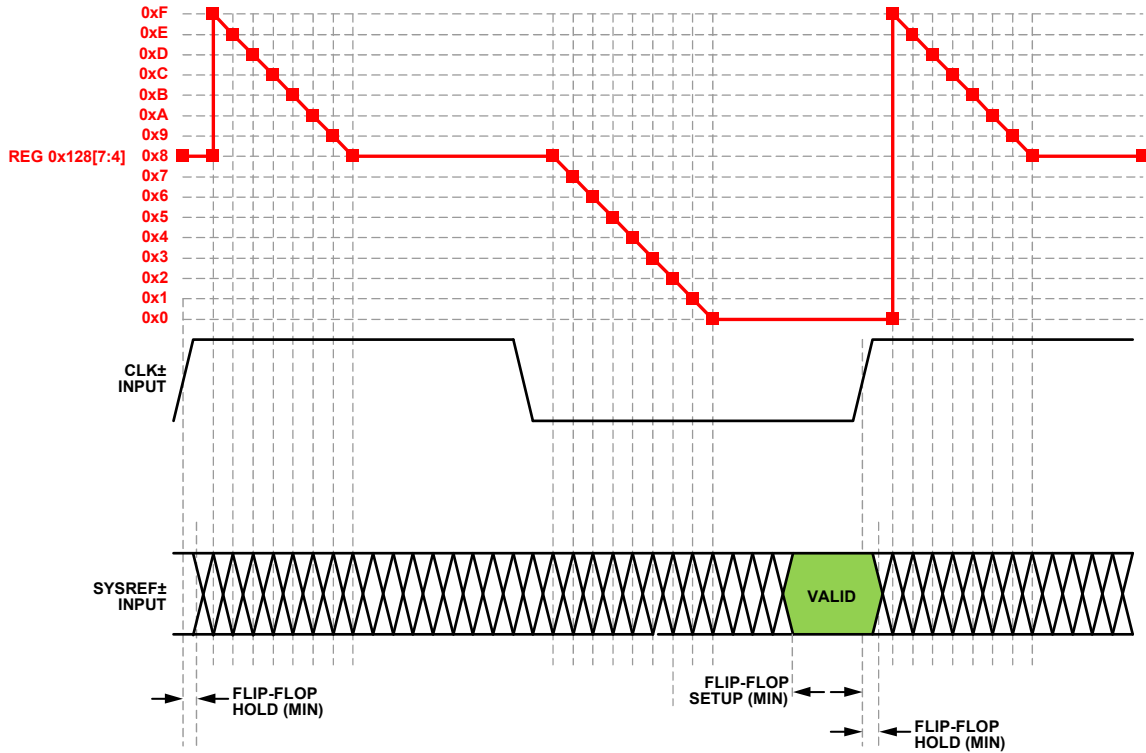 0xF
0xE
0xD
0xC
0xB
0xA
0x9
REG 0x128[7:4] 0x8
0x7
0x6
0x5
0x4
0x3
0x2
0x1
0x0
CLK±
INPUT
SYSREF±
INPUT
VALID
FLIP-FLOP
HOLD (MIN)
FLIP-FLOP
SETUP (MIN)
FLIP-FLOP
HOLD (MIN)